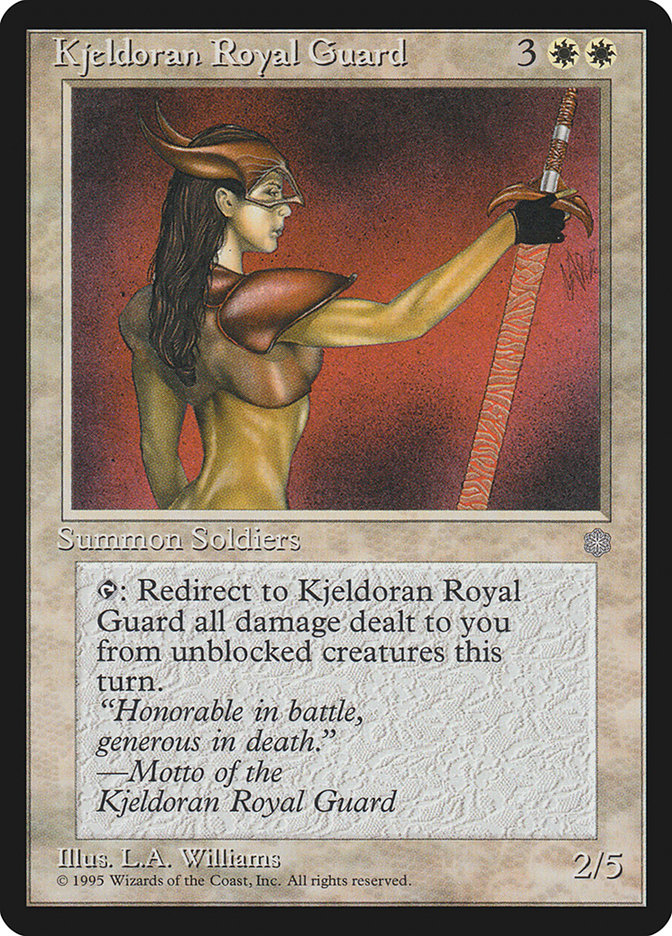 Kjeldoran Royal Guard 3
Summon Soldiers
: Redirect to Kjeldoran Royal
Guard all damage dealt to you
from unblocked creatures this
turn.
“Honorable in battle,
generous in death.”
—Motto of the
Kjeldoran Royal Guard
Illus. L.A. Williams
2/5
© 1995 Wizards of the Coast, Inc. All rights reserved.